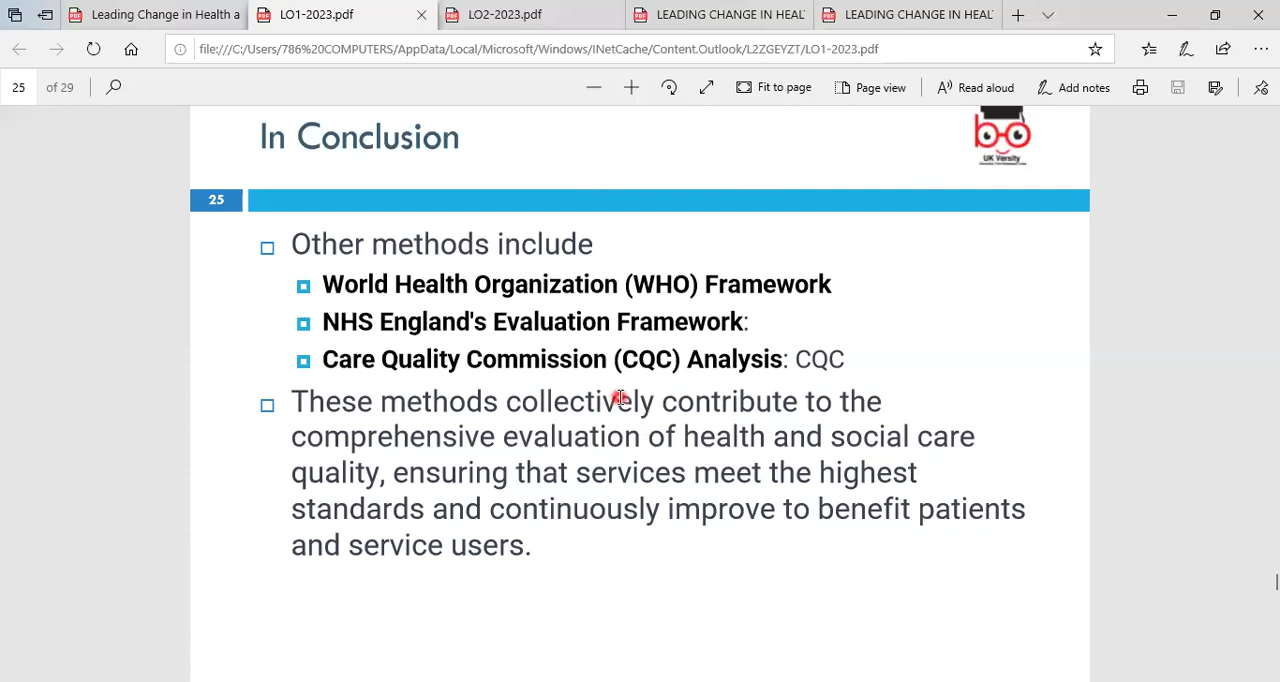 Leading Change in Health a
LO1-2023.pdf
LO2-2023.pdf
LEADING CHANGE IN HEAL
LEADING CHANGE IN HEAL
file:///C:/Users/786%20COMPUTERS/AppData/Local/Microsoft/Windows/INetCache/Content.Outlook/L2ZGEYZT/LO1-2023.pdf
25 of 29
Fit to page
Page view
Read aloud
Add notes
In Conclusion
UK Versity
25
Other methods include
World Health Organization (WHO) Framework
NHS England's Evaluation Framework:
Care Quality Commission (CQC) Analysis: CQC
These methods collectively contribute to the
comprehensive evaluation of health and social care
quality, ensuring that services meet the highest
standards and continuously improve to benefit patients
and service users.